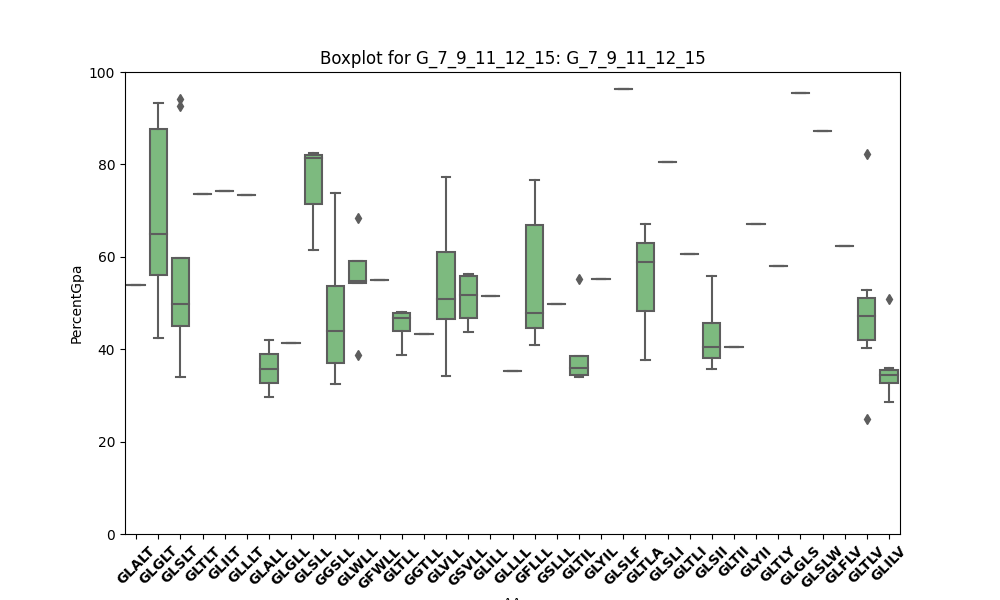 Boxplot for G_7_9_11_12_15: G_7_9_11_12_15
PercentGpa
100
80
60
40
20
0
GLALT
GLGLT
GLSLT
GLTLT
GLILT
GLLLT
GLALL
GLGLL
GLSLL
GGSLL
GLWLL
GFWLL
GLTLL
GGTLL
GLVLL
GSVLL
GLILL
GLLLL
GFLLL
GSLLL
GLTIL
GLYIL
GLSLF
GLTLA
GLSLI
GLTLI
GLSII
GLTII
GLYII
GLTLY
GLGLS
GLSLW
GLFLV
GLTLV
GLILV